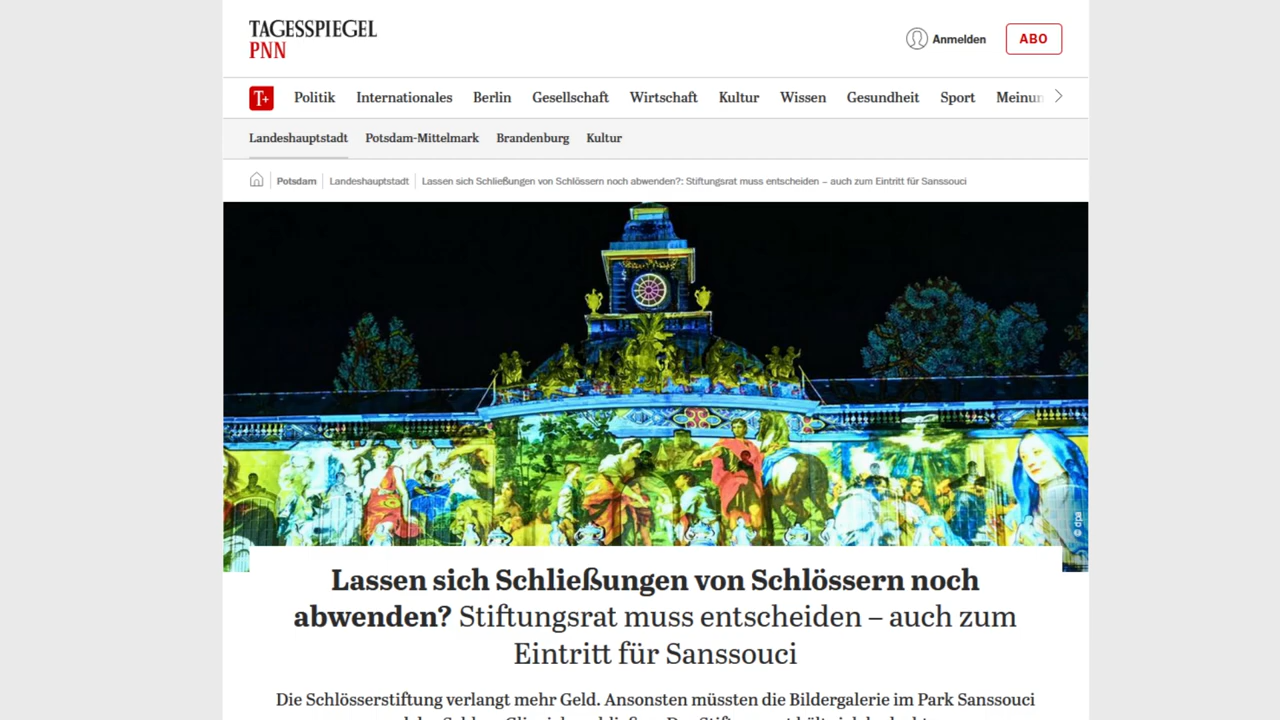 TAGESSPIEGEL
PNN
Anmelden
ABO
T+
Politik Internationales Berlin Gesellschaft Wirtschaft Kultur Wissen Gesundheit Sport Meinun
Landeshauptstadt Potsdam-Mittelmark Brandenburg Kultur
Potsdam Landeshauptstadt Lassen sich Schließungen von Schlössern noch abwenden?: Stiftungsrat muss entscheiden – auch zum Eintritt für Sanssouci
© dpa
Lassen sich Schließungen von Schlössern noch
abwenden? Stiftungsrat muss entscheiden – auch zum
Eintritt für Sanssouci
Die Schlösserstiftung verlangt mehr Geld. Ansonsten müssten die Bildergalerie im Park Sanssouci